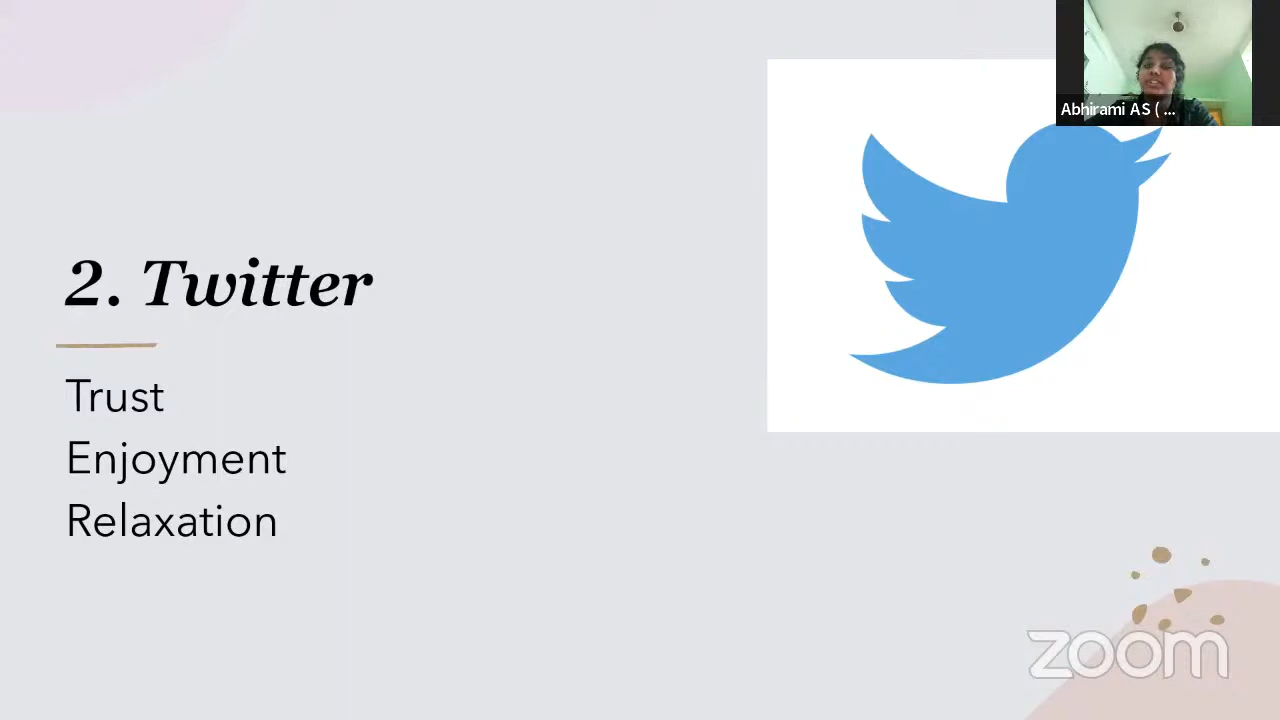 Abhirami AS ( ...
2. Twitter
Trust
Enjoyment
Relaxation
zoom